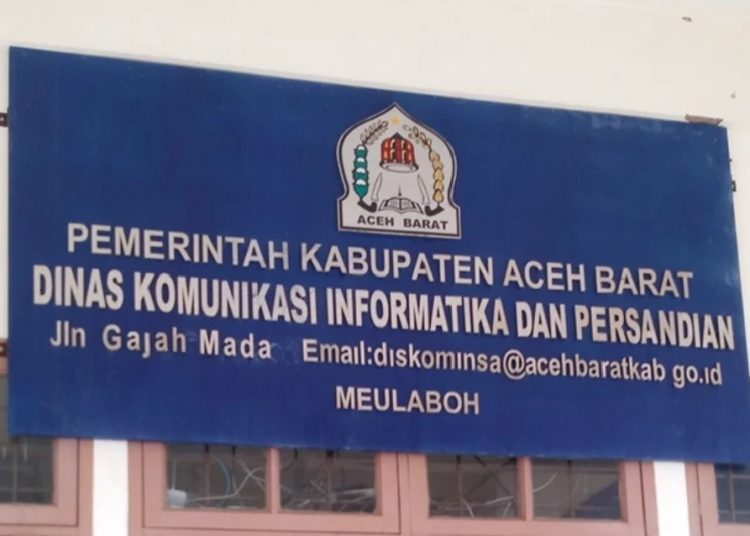 ACEH BARAT
PEMERINTAH KABUPATEN ACEH BARAT
DINAS KOMUNIKASI INFORMATIKA DAN PERSANDIAN
Jln Gajah Mada Email:diskominsa@acehbaratkab go.id
MEULABOH